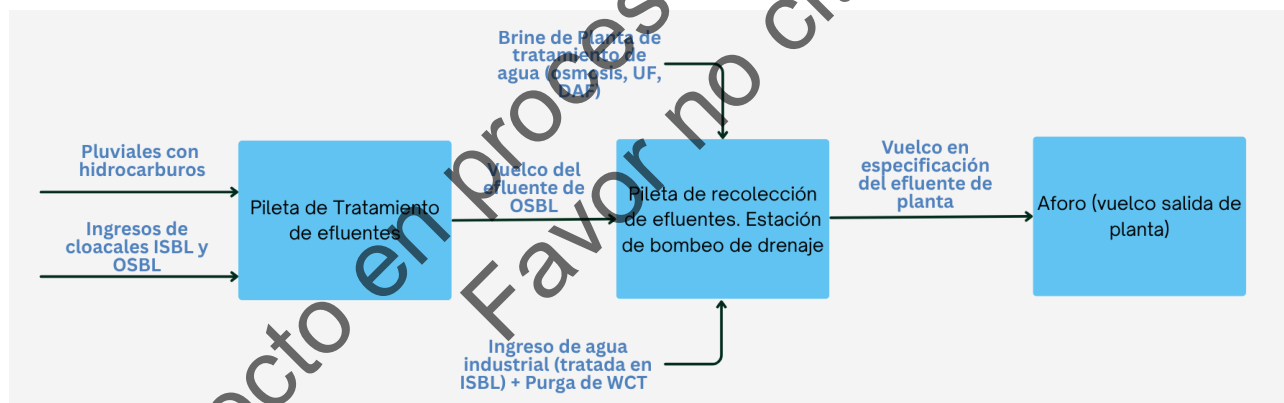 Brine de Planta de
tratamiento de
agua (osmosis, UF,
DAF)
Pluviales con
hidrocarburos
Ingresos de
cloacales ISBL y
OSBL
Pileta de Tratamiento
de efluentes
Vuelco del
efluente de
OSBL
Pileta de recolección
de efluentes. Estación
de bombeo de drenaje
Vuelco en
especificación
del efluente de
planta
Aforo (vuelco salida de
planta)
Ingreso de agua
industrial (tratada en
ISBL) + Purga de WCT
en proces
Favor no